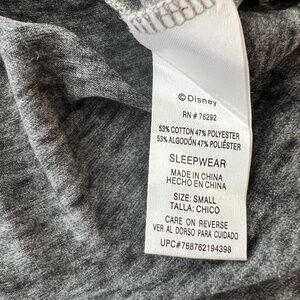 © Disney
RN # 76292
53% COTTON 47% POLYESTER
53% ALGODÓN 47% POLIÉSTER
SLEEPWEAR
MADE IN CHINA
HECHO EN CHINA
SIZE: SMALL
TALLA: CHICO
CARE ON REVERSE
VER AL DORSO PARA CUIDADO
UPC#768762194398